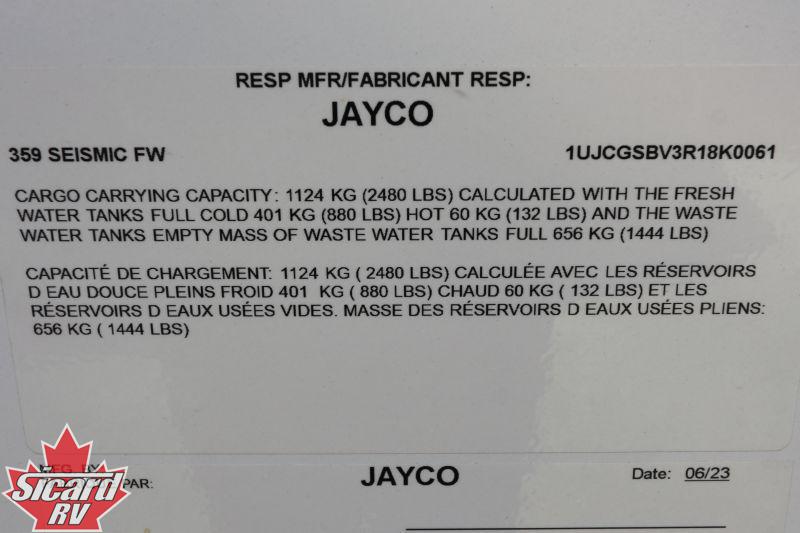 RESP MFR/FABRICANT RESP:
JAYCO
359 SEISMIC FW 1UJCGSBV3R18K0061
CARGO CARRYING CAPACITY: 1124 KG (2480 LBS) CALCULATED WITH THE FRESH
WATER TANKS FULL COLD 401 KG (880 LBS) HOT 60 KG (132 LBS) AND THE WASTE
WATER TANKS EMPTY MASS OF WASTE WATER TANKS FULL 656 KG (1444 LBS)
CAPACITÉ DE CHARGEMENT: 1124 KG ( 2480 LBS) CALCULÉE AVEC LES RÉSERVOIRS
D EAU DOUCE PLEINS FROID 401 KG ( 880 LBS) CHAUD 60 KG ( 132 LBS) ET LES
RÉSERVOIRS D EAUX USÉES VIDES. MASSE DES RÉSERVOIRS D EAUX USÉES PLIENS:
656 KG ( 1444 LBS)
MFG. BY
PAR: JAYCO Date: 06/23
Sicard
RV